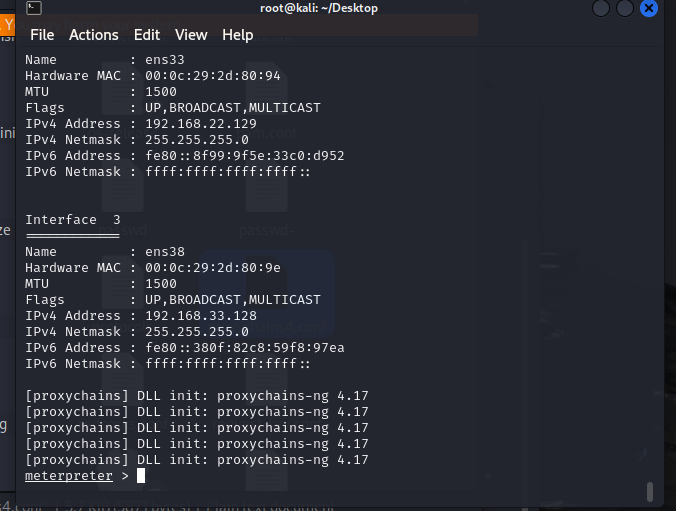 root@kali: ~/Desktop
File Actions Edit View Help
Name : ens33
Hardware MAC : 00:0c:29:2d:80:94
MTU : 1500
Flags : UP,BROADCAST,MULTICAST
IPv4 Address : 192.168.22.129
IPv4 Netmask : 255.255.255.0
IPv6 Address : fe80::8f99:9f5e:33c0:d952
IPv6 Netmask : ffff:ffff:ffff:ffff::
Interface 3
============
Name : ens38
Hardware MAC : 00:0c:29:2d:80:9e
MTU : 1500
Flags : UP,BROADCAST,MULTICAST
IPv4 Address : 192.168.33.128
IPv4 Netmask : 255.255.255.0
IPv6 Address : fe80::380f:82c8:59f8:97ea
IPv6 Netmask : ffff:ffff:ffff:ffff::
[proxychains] DLL init: proxychains-ng 4.17
[proxychains] DLL init: proxychains-ng 4.17
[proxychains] DLL init: proxychains-ng 4.17
[proxychains] DLL init: proxychains-ng 4.17
[proxychains] DLL init: proxychains-ng 4.17
meterpreter >
passwd
passwd-